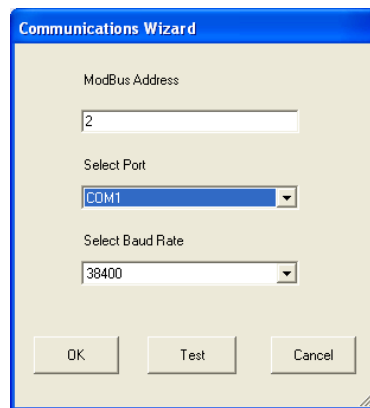 Communications Wizard
ModBus Address
2
Select Port
COM1
Select Baud Rate
38400
OK Test Cancel